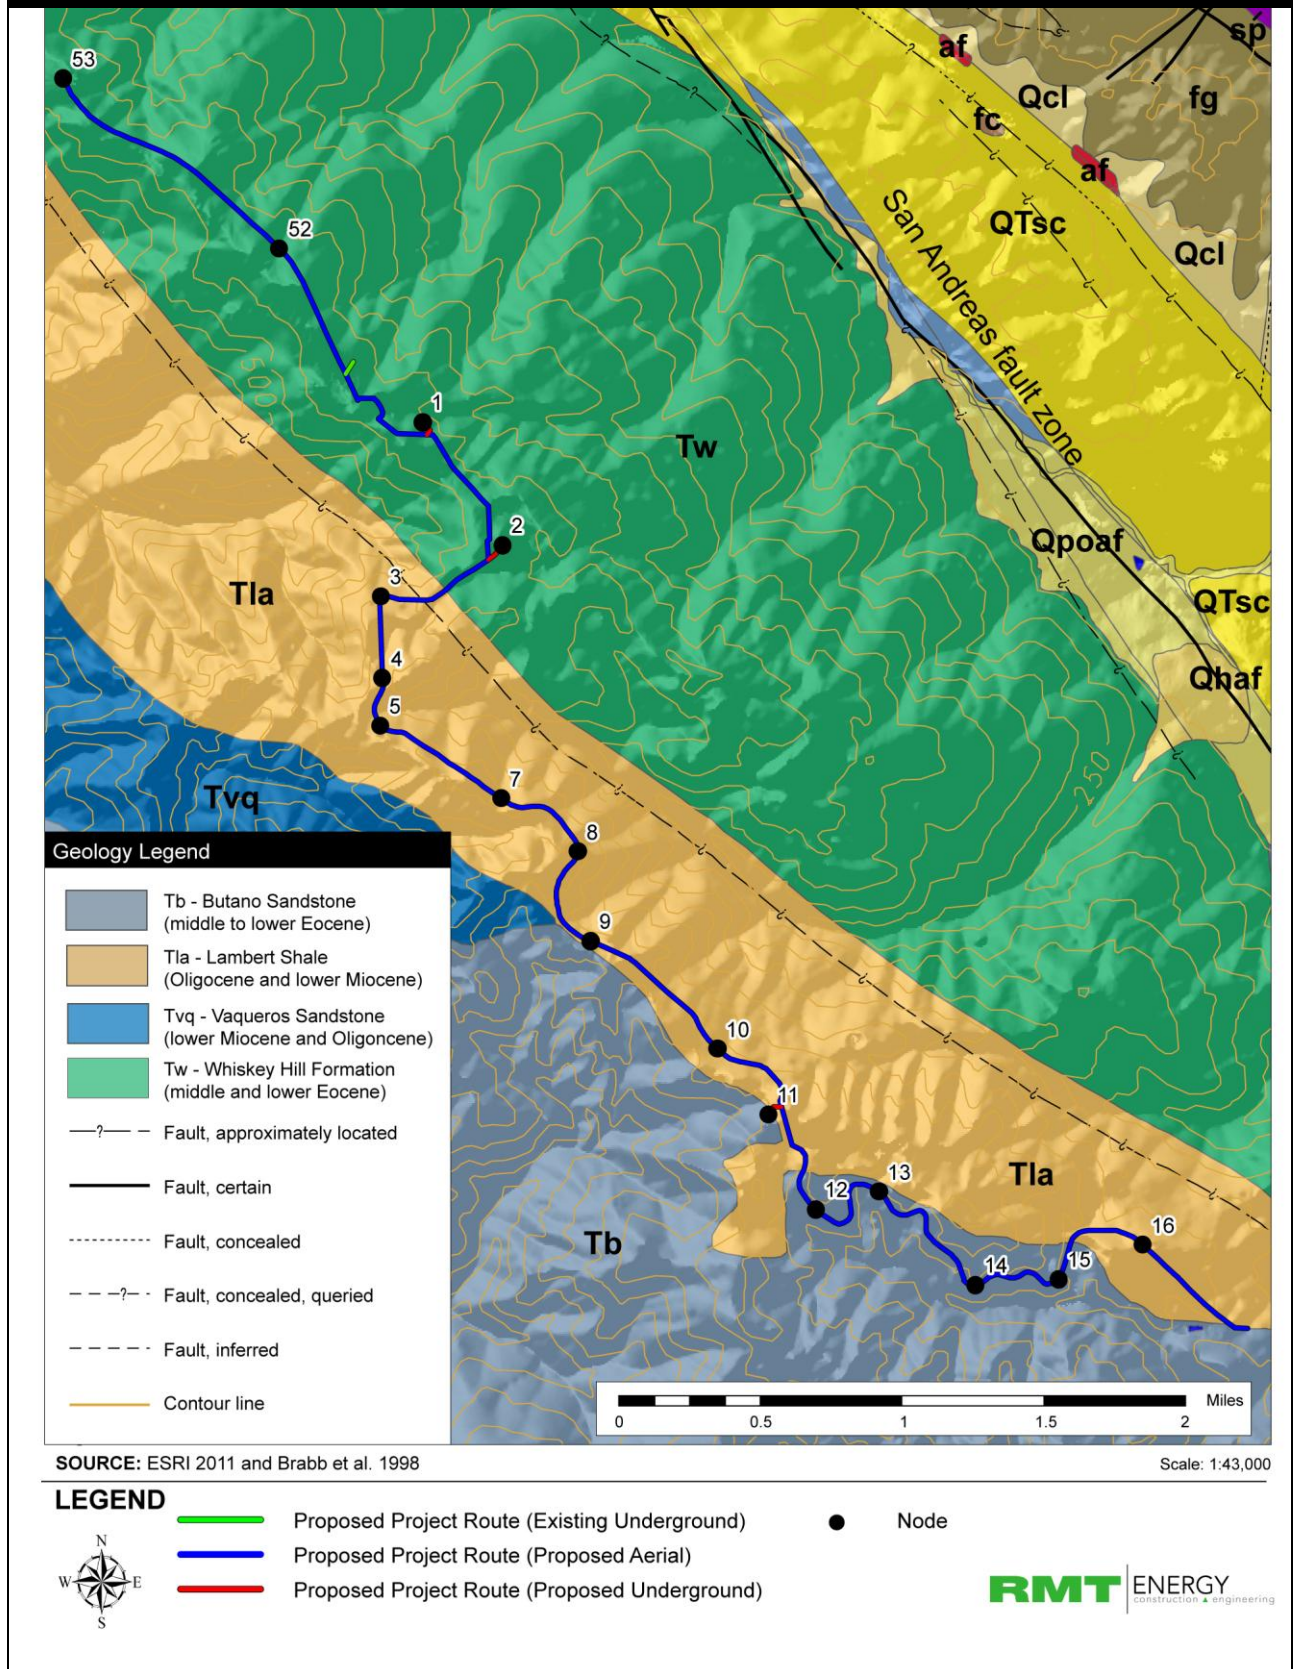 53
sp
af
Qcl
fg
fc
af
QTsc
52
Qcl
San Andreas fault zone
500
1
Tw
2
Qpoaf
3
Tla
QTsc
4
Qhaf
5
250
7
Tvq
8
Geology Legend
Tb - Butano Sandstone
(middle to lower Eocene)
9
Tla - Lambert Shale
(Oligocene and lower Miocene)
Tvq - Vaqueros Sandstone
(lower Miocene and Oligoncene)
10
Tw - Whiskey Hill Formation
(middle and lower Eocene)
11
Fault, approximately located
Tla
13
Fault, certain
12
16
Fault, concealed
Tb
14
15
Fault, concealed, queried
Fault, inferred
Contour line
Miles
0 0.5 1 1.5 2
SOURCE: ESRI 2011 and Brabb et al. 1998
Scale: 1:43,000
LEGEND
Proposed Project Route (Existing Underground)
Node
Proposed Project Route (Proposed Aerial)
Proposed Project Route (Proposed Underground)
N
W E
S
RMT ENERGY
construction engineering